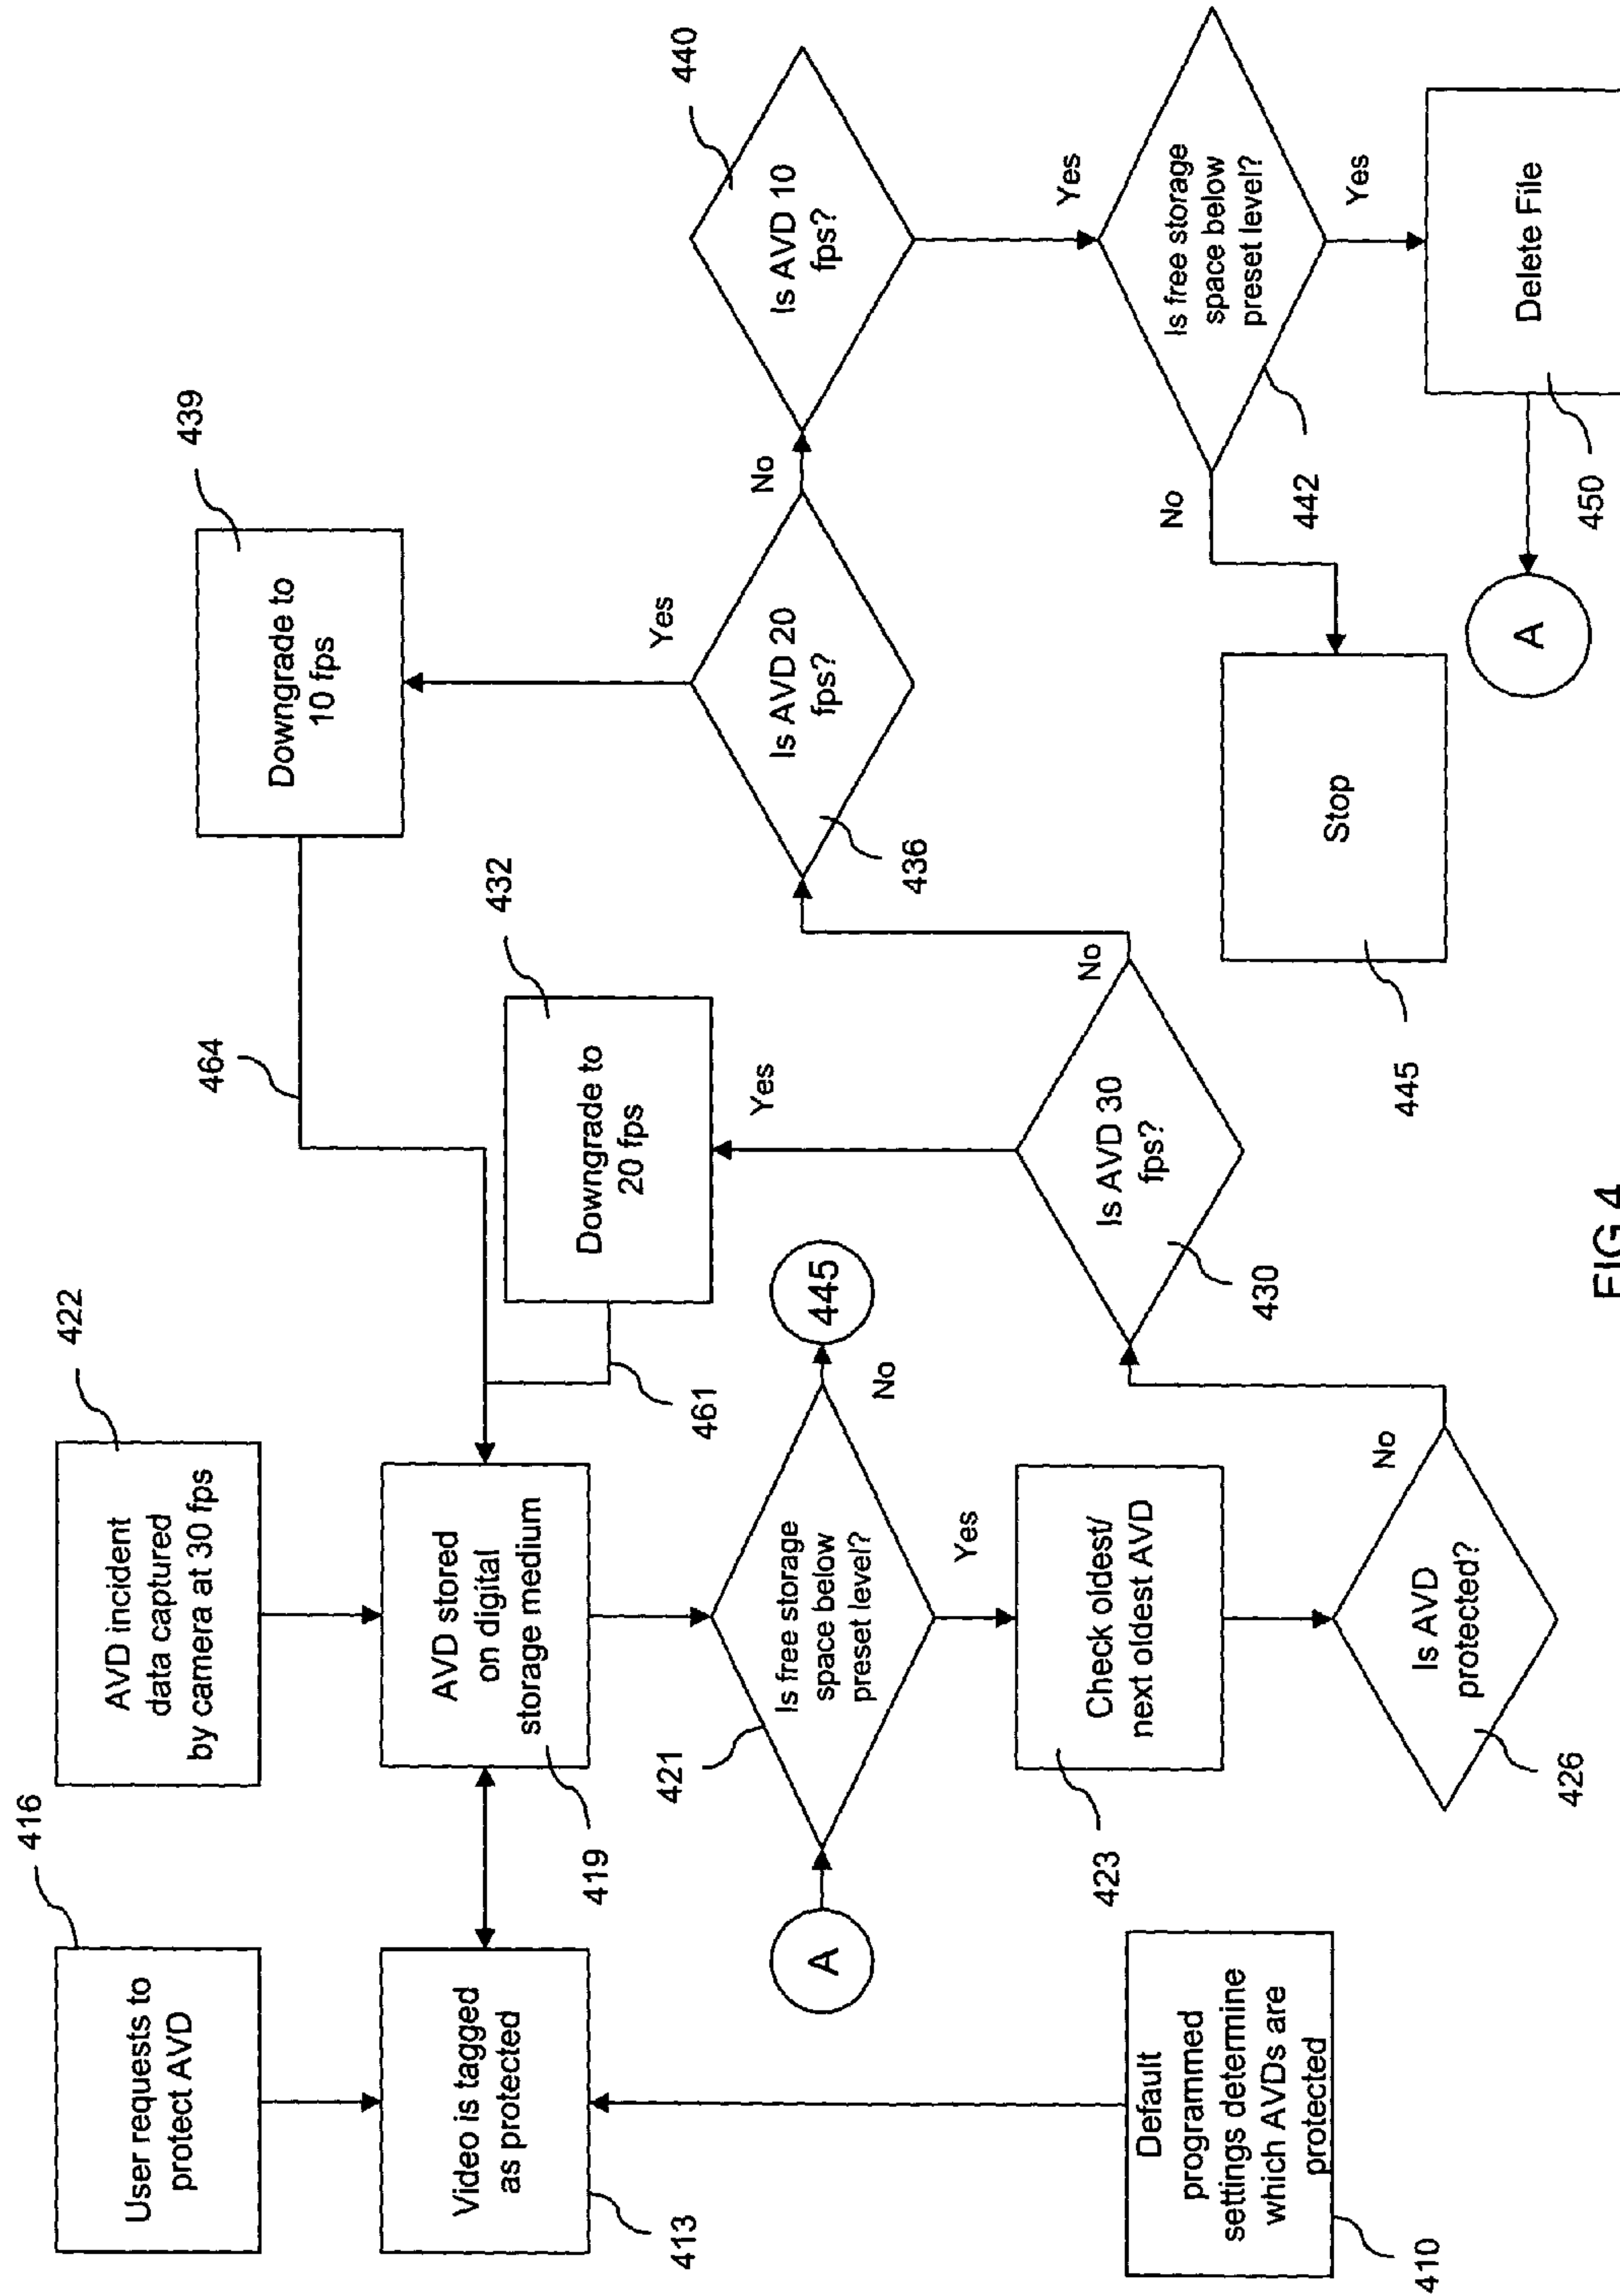 416
User requests to
protect AVD
422
AVD incident
data captured
by camera at 30 fps
464
439
Downgrade to
10 fps
Video is tagged
as protected
413
AVD stored
on digital
storage medium
419
461
432
Downgrade to
20 fps
Yes
440
A
421
Is free storage
space below
preset level?
No
445
Is AVD 20
fps?
436
No
Is AVD 10
fps?
Yes
Yes
423
Check oldest/
next oldest AVD
Yes
Is AVD 30
fps?
430
No
Is free storage
space below
preset level?
442
No
Yes
Default
programmed
settings determine
which AVDs are
protected
410
Is AVD
protected?
426
No
Stop
445
A
Delete File
450
FIG 4